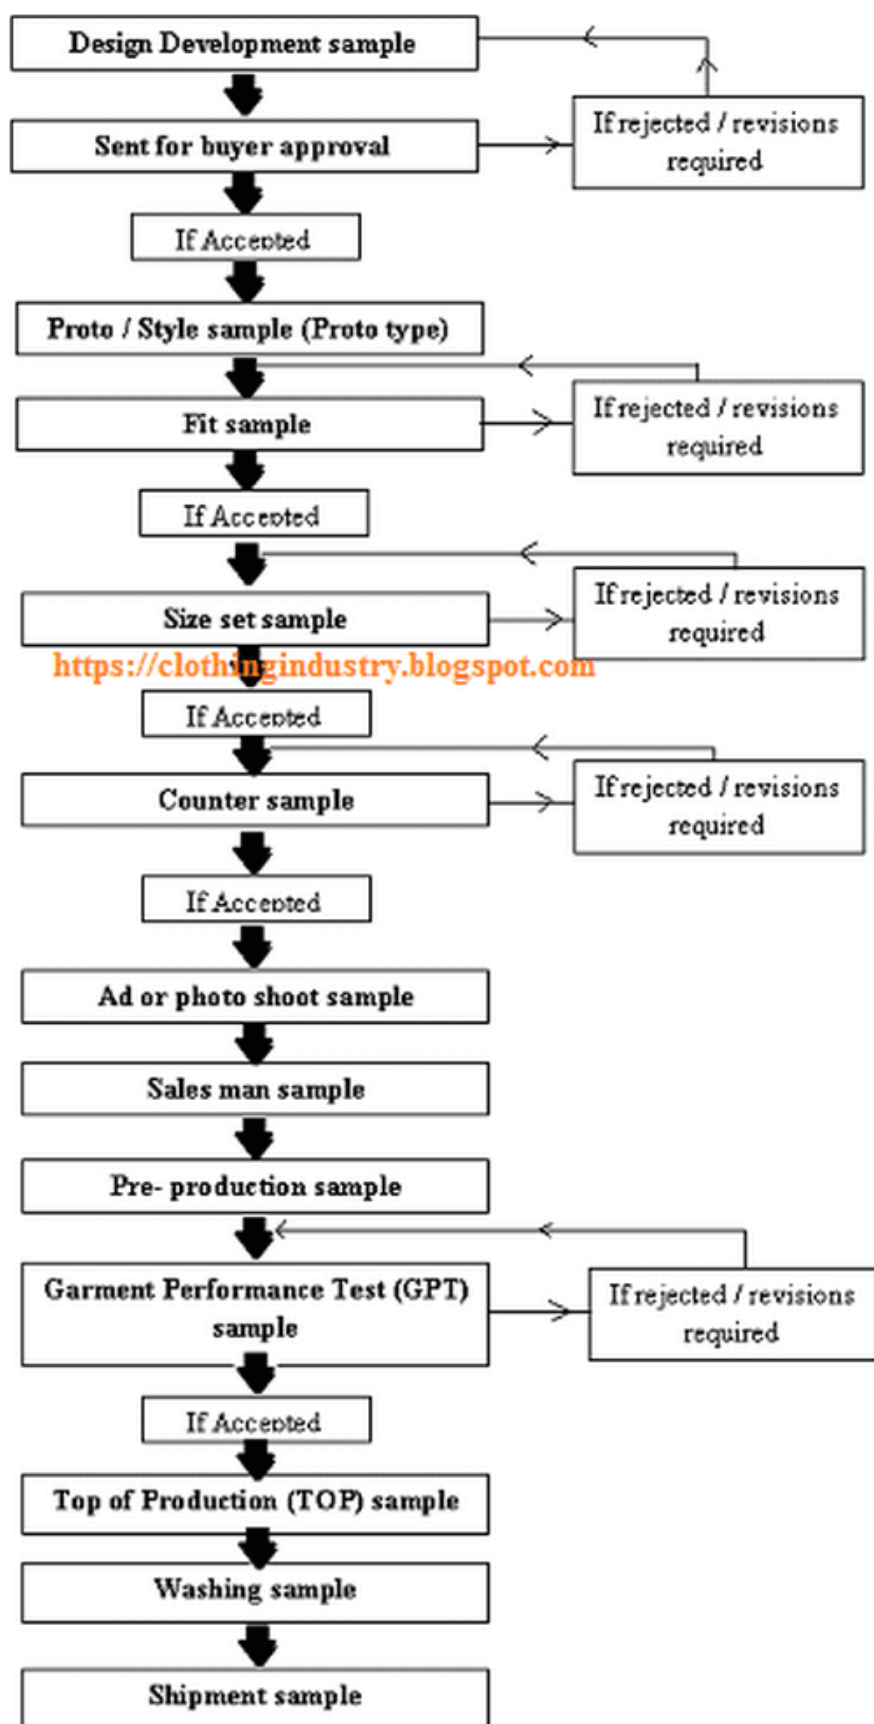 Design Development sample
If rejected / revisions
required
Sent for buyer approval
If Accepted
Proto / Style sample (Proto type)
If rejected / revisions
required
Fit sample
If Accepted
If rejected / revisions
required
Size set sample
https://clothingindustry.blogspot.com
If Accepted
If rejected / revisions
required
Counter sample
If Accepted
Ad or photo shoot sample
Sales man sample
Pre- production sample
Garment Performance Test (GPT)
sample
If rejected / revisions
required
If Accepted
Top of Production (TOP) sample
Washing sample
Shipment sample